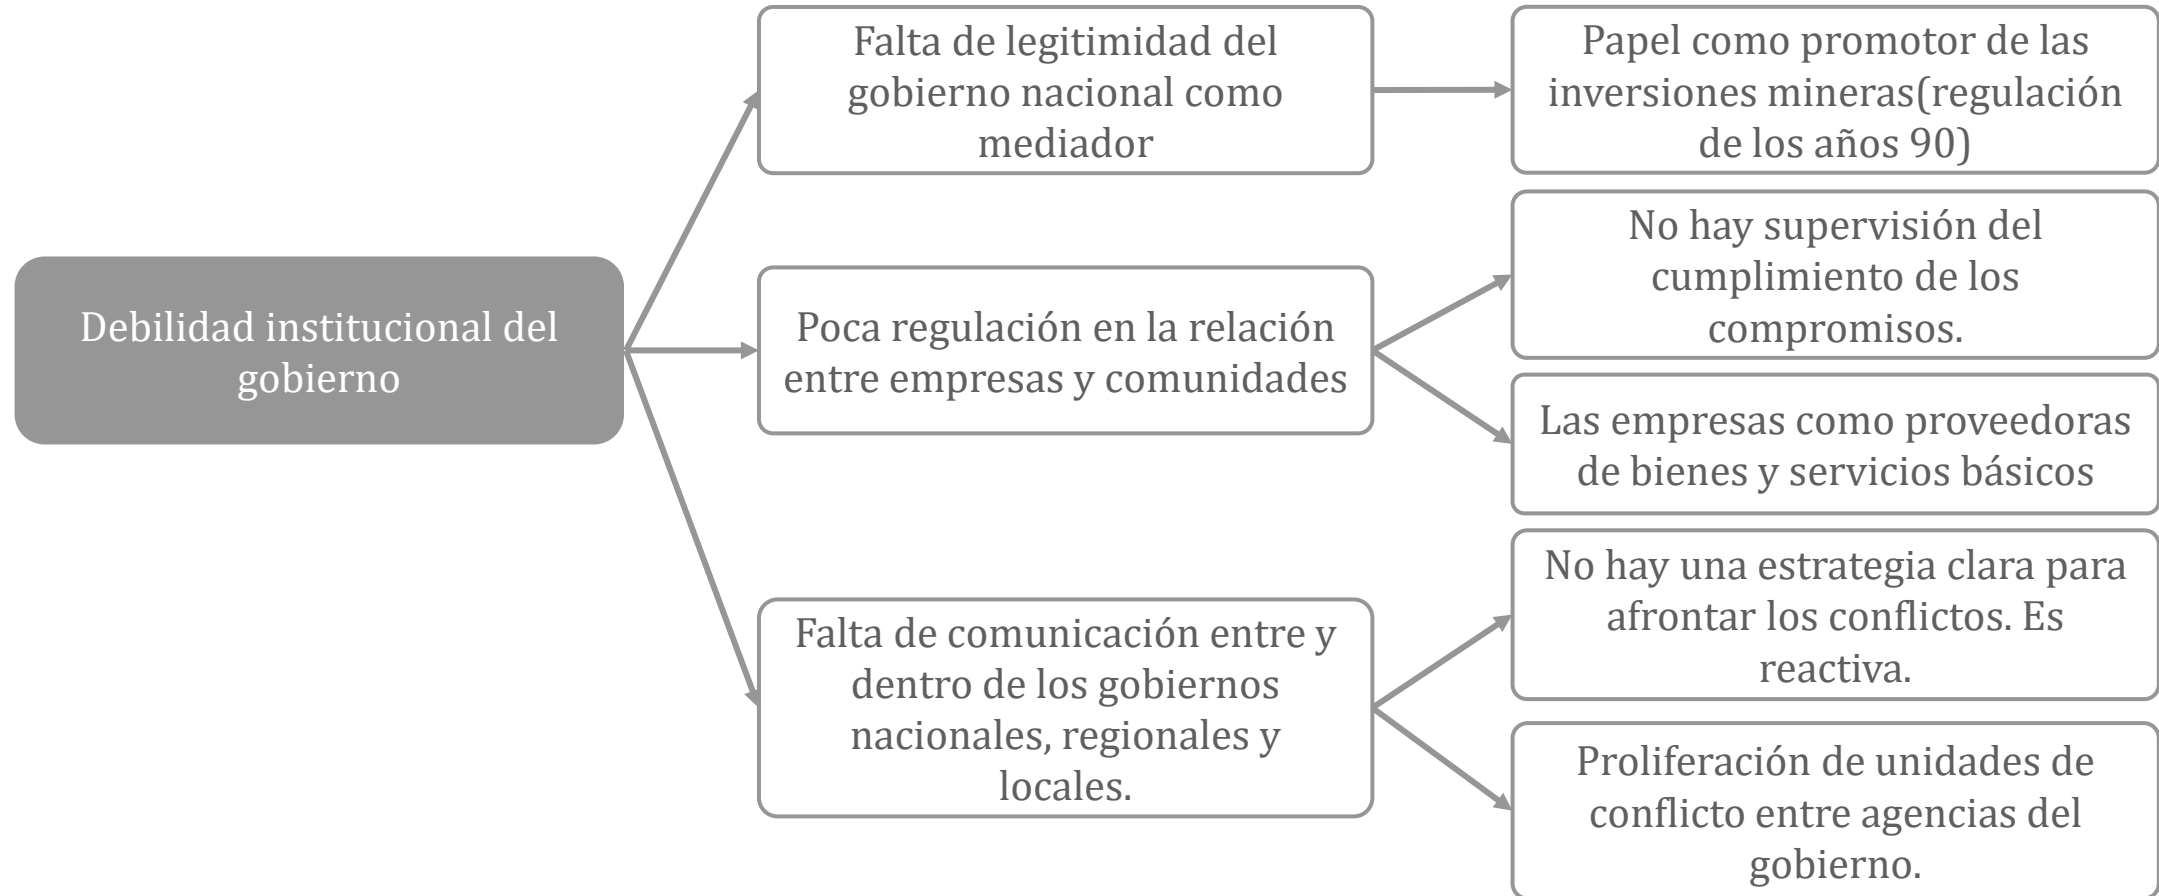 Debilidad institucional del
gobierno
Falta de legitimidad del
gobierno nacional como
mediador
Papel como promotor de las
inversiones mineras(regulación
de los años 90)
Poca regulación en la relación
entre empresas y comunidades
No hay supervisión del
cumplimiento de los
compromisos.
Las empresas como proveedoras
de bienes y servicios básicos
Falta de comunicación entre y
dentro de los gobiernos
nacionales, regionales y
locales.
No hay una estrategia clara para
afrontar los conflictos. Es
reactiva.
Proliferación de unidades de
conflicto entre agencias del
gobierno.